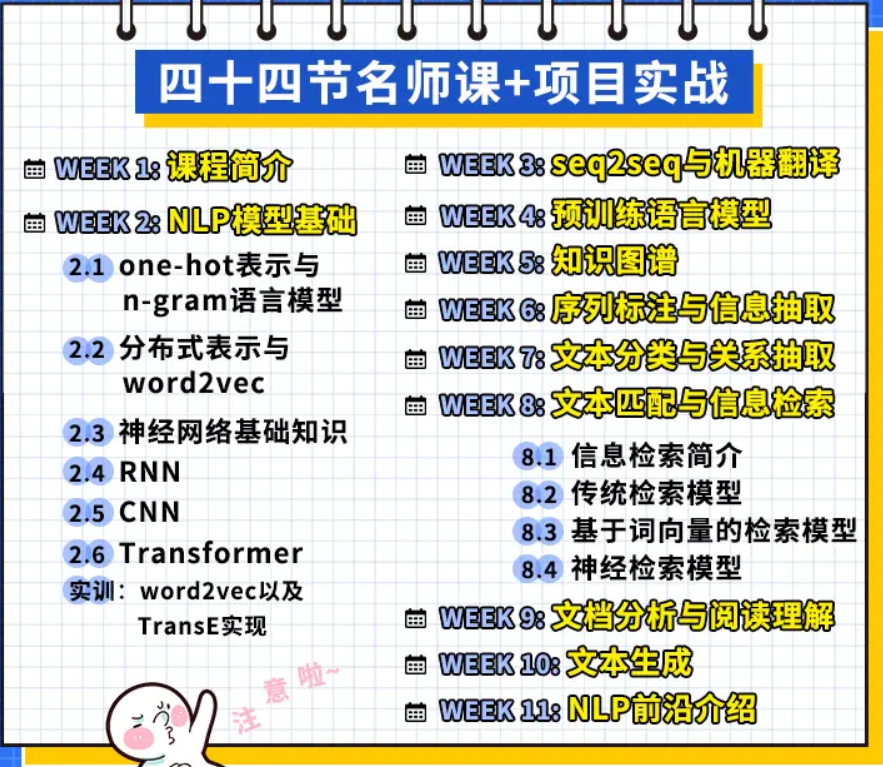 四十四节名师课+项目实战
WEEK 1: 课程简介
WEEK 2: NLP模型基础
2.1 one-hot表示与
n-gram语言模型
2.2 分布式表示与
word2vec
2.3 神经网络基础知识
2.4 RNN
2.5 CNN
2.6 Transformer
实训: word2vec以及
TransE实现
WEEK 3: seq2seq与机器翻译
WEEK 4: 预训练语言模型
WEEK 5: 知识图谱
WEEK 6: 序列标注与信息抽取
WEEK 7: 文本分类与关系抽取
WEEK 8: 文本匹配与信息检索
8.1 信息检索简介
8.2 传统检索模型
8.3 基于词向量的检索模型
8.4 神经检索模型
WEEK 9: 文档分析与阅读理解
WEEK 10: 文本生成
WEEK 11: NLP前沿介绍
注意啦~